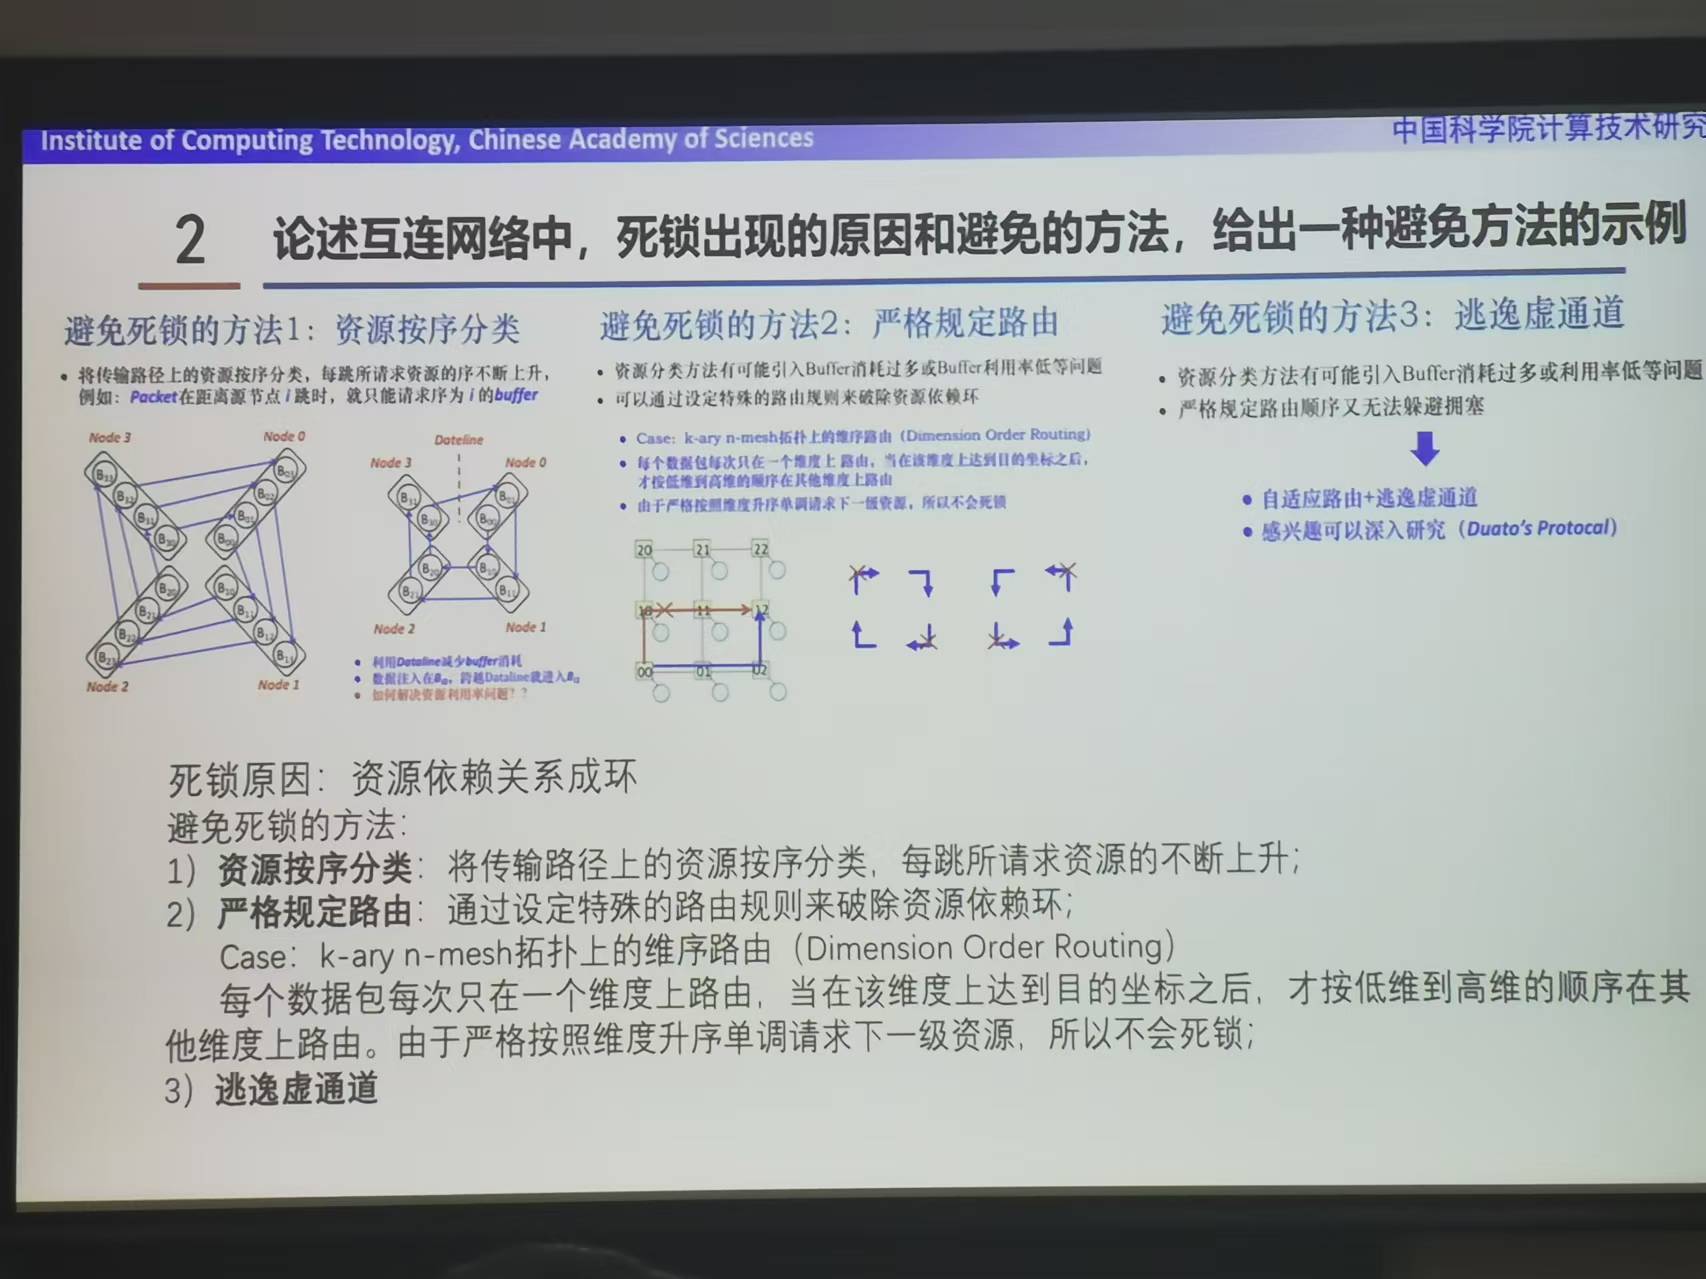 Institute of Computing Technology, Chinese Academy of Sciences
中国科学院计算技术研究
2
论述互连网络中，死锁出现的原因和避免的方法，给出一种避免方法的示例
避免死锁的方法1：资源按序分类
• 将传输路径上的资源按序分类，每跳所请求资源的序不断上升，
例如：Packet在距离源节点 i 跳时，就只能请求序为 i 的buffer
Node 3
Node 0
B33
B32
B31
B30
B03
B02
B01
B00
B20
B21
B22
B23
B10
B11
B12
B13
Node 2
Node 1
Dateline
Node 3
Node 0
B31
B30
B01
B00
B20
B21
B10
B11
Node 2
Node 1
• 利用Dateline减少buffer消耗
• 数据注入在Bi0，跨越Dateline就进入Bi1
• 如何解决资源利用率问题？？
避免死锁的方法2：严格规定路由
• 资源分类方法有可能引入Buffer消耗过多或Buffer利用率低等问题
• 可以通过设定特殊的路由规则来破除资源依赖环
• Case：k-ary n-mesh拓扑上的维序路由（Dimension Order Routing）
• 每个数据包每次只在一个维度上 路由，当在该维度上达到目的坐标之后，
才按低维到高维的顺序在其他维度上路由
• 由于严格按照维度升序单调请求下一级资源，所以不会死锁
20 21 22
10 11 12
00 01 02
避免死锁的方法3：逃逸虚通道
• 资源分类方法有可能引入Buffer消耗过多或利用率低等问题
• 严格规定路由顺序又无法躲避拥塞
• 自适应路由+逃逸虚通道
• 感兴趣可以深入研究（Duato's Protocal）
死锁原因：资源依赖关系成环
避免死锁的方法：
1）资源按序分类：将传输路径上的资源按序分类，每跳所请求资源的不断上升；
2）严格规定路由：通过设定特殊的路由规则来破除资源依赖环；
Case：k-ary n-mesh拓扑上的维序路由（Dimension Order Routing）
每个数据包每次只在一个维度上路由，当在该维度上达到目的坐标之后，才按低维到高维的顺序在其
他维度上路由。由于严格按照维度升序单调请求下一级资源，所以不会死锁；
3）逃逸虚通道